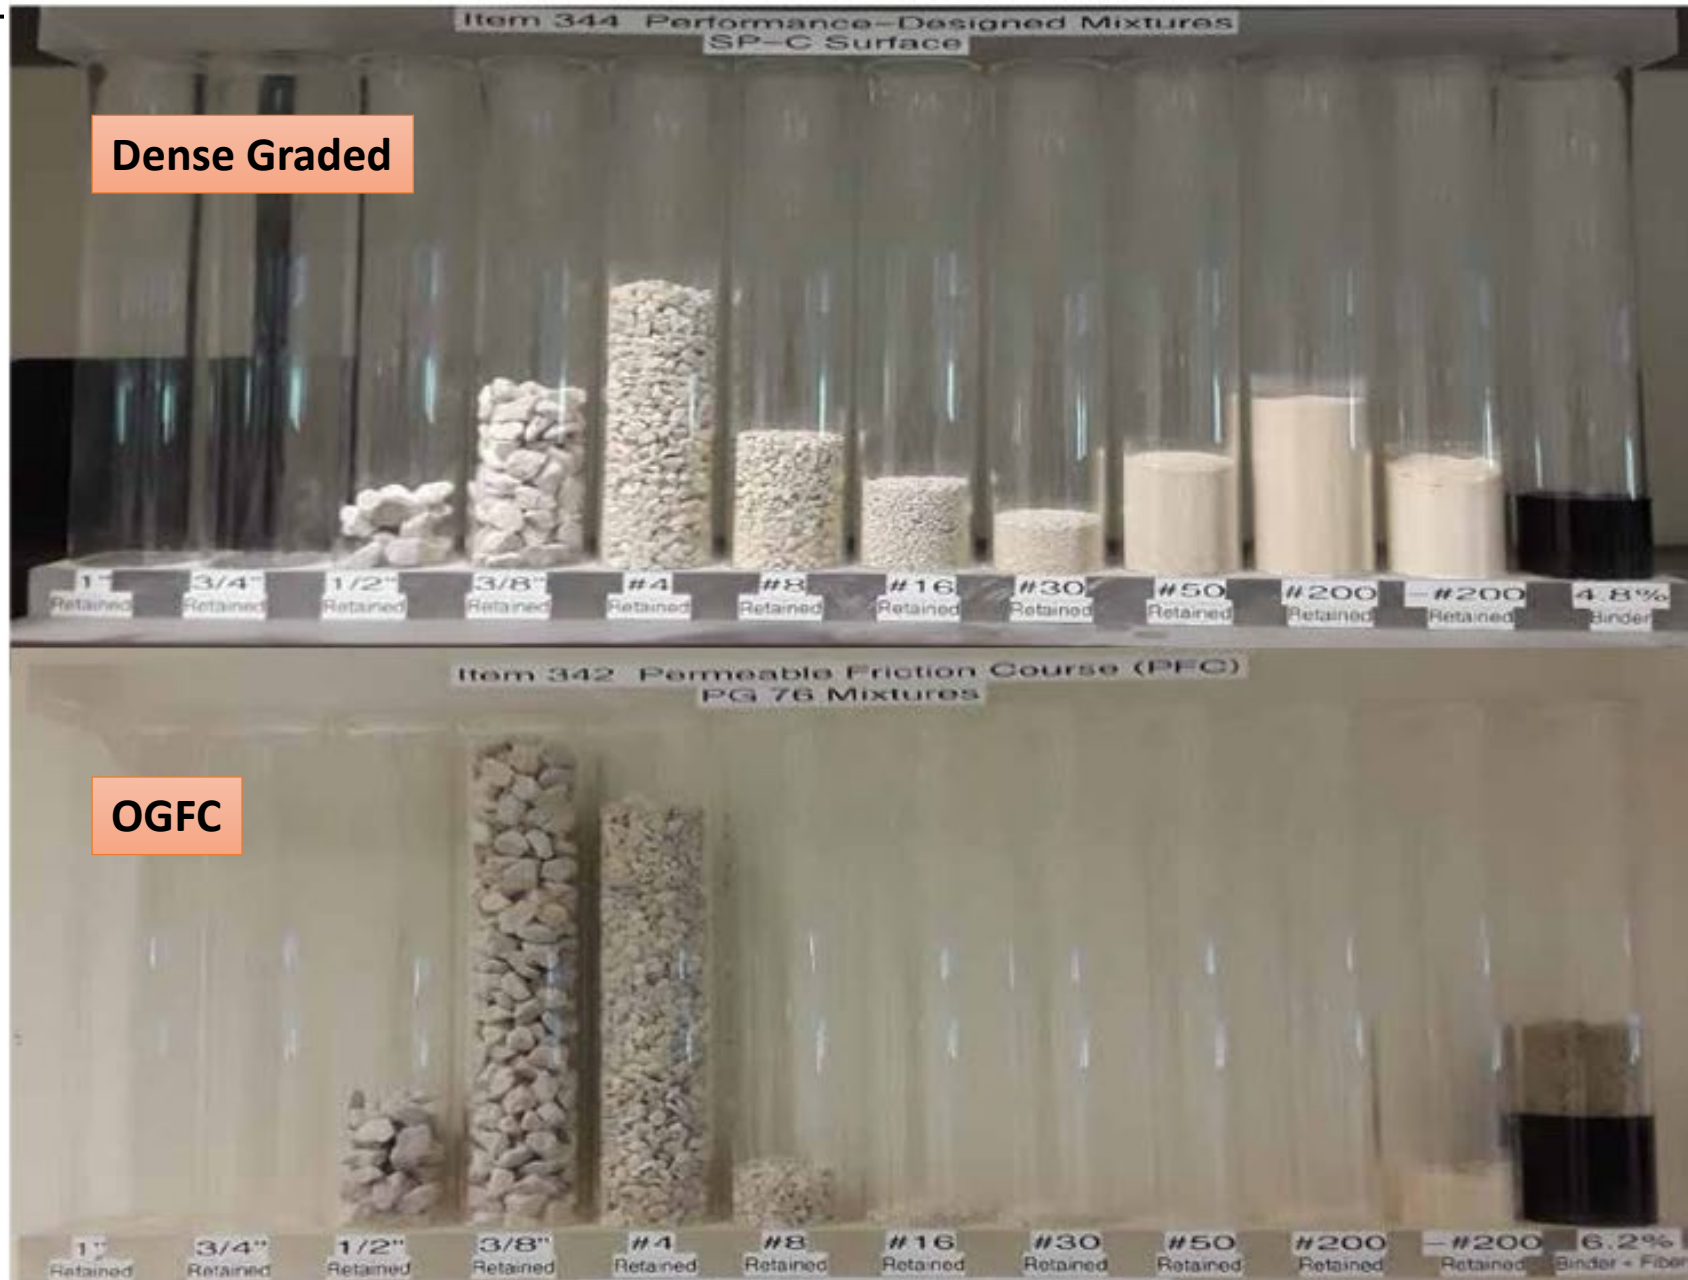 Item 344 Performance-Designed Mixtures
SP-C Surface
Dense Graded
1" 3/4" 1/2" 3/8" #4 #8 #16 #30 #50 #200 -#200 4.8%
Retained Retained Retained Retained Retained Retained Retained Retained Retained Retained Retained Binder
Item 342 Permeable Friction Course (PFC)
PG 76 Mixtures
OGFC
1" 3/4" 1/2" 3/8" #4 #8 #16 #30 #50 #200 -#200 6.2%
Retained Retained Retained Retained Retained Retained Retained Retained Retained Retained Retained Binder + Fiber